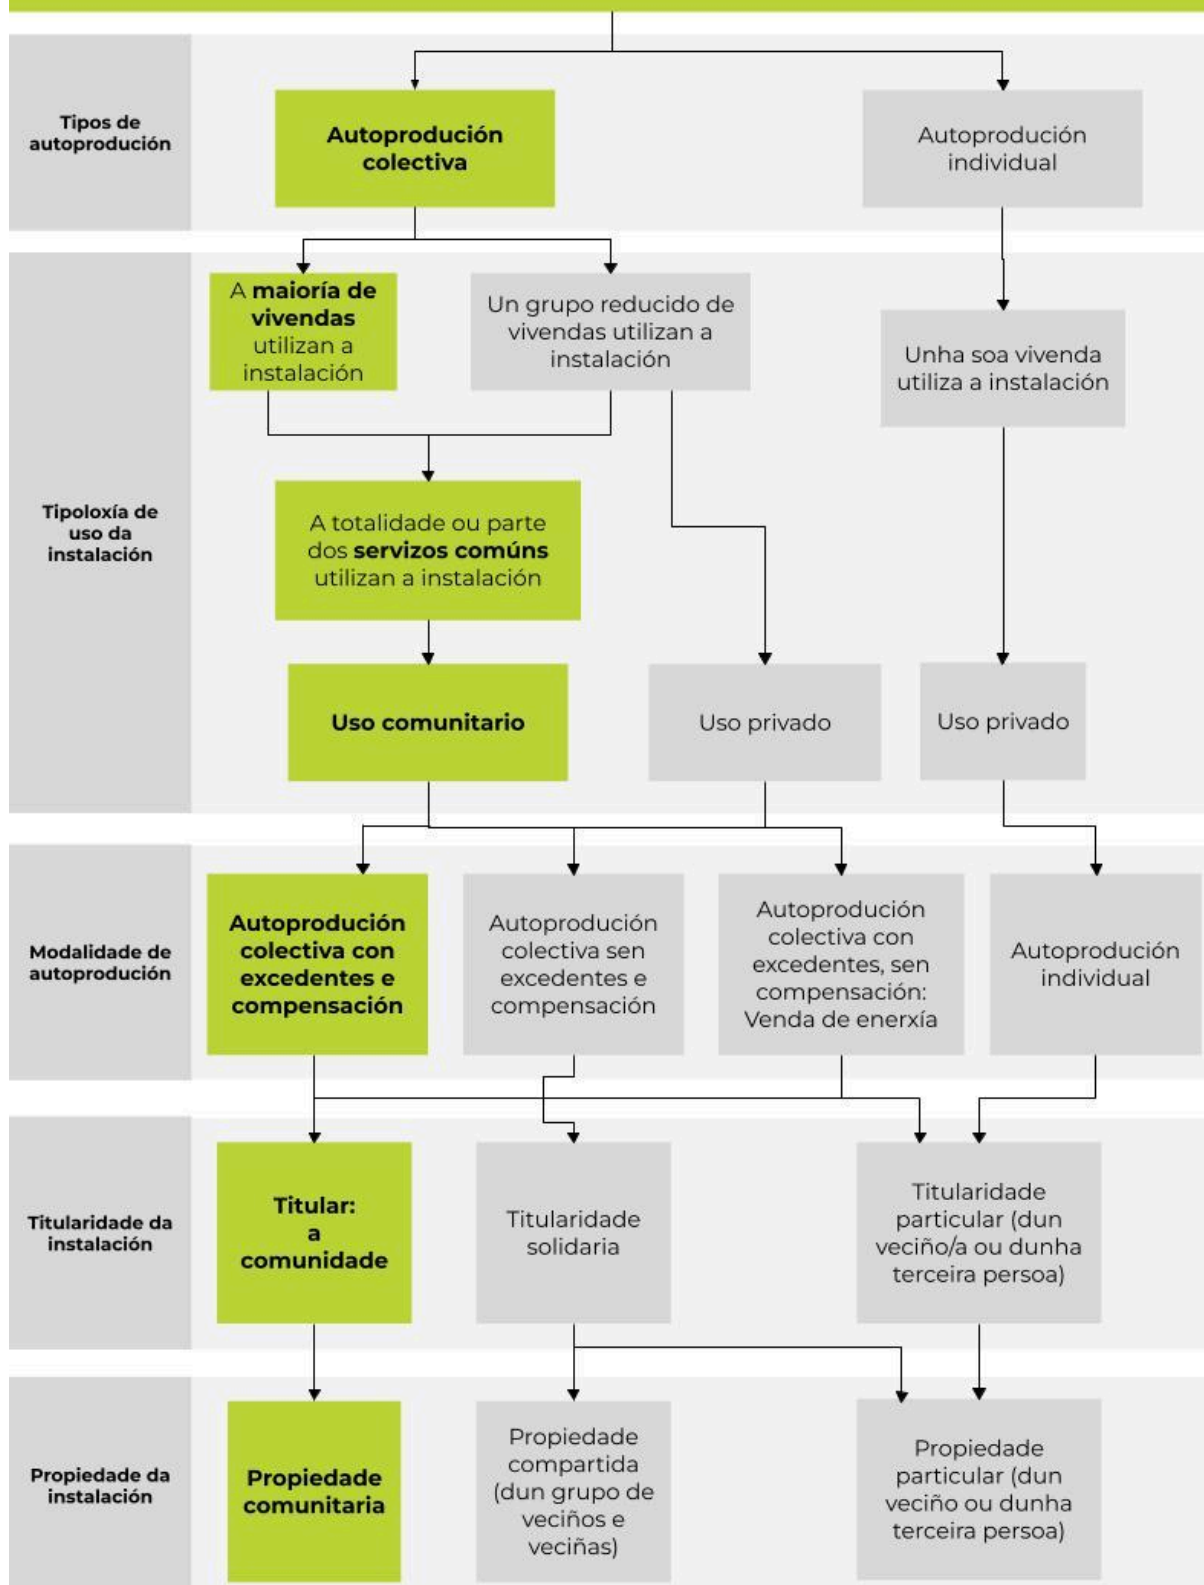 Tipos de
autoprodución
Autoprodución
colectiva
Autoprodución
individual
Tipoloxía de
uso da
instalación
A maioría de
vivendas
utilizan a
instalación
Un grupo reducido de
vivendas utilizan a
instalación
Unha soa vivenda
utiliza a instalación
A totalidade ou parte
dos servizos comúns
utilizan a instalación
Uso comunitario
Uso privado
Uso privado
Modalidade de
autoprodución
Autoprodución
colectiva con
excedentes e
compensación
Autoprodución
colectiva sen
excedentes e
compensación
Autoprodución
colectiva con
excedentes, sen
compensación:
Venda de enerxía
Autoprodución
individual
Titularidade da
instalación
Titular:
a
comunidade
Titularidade
solidaria
Titularidade
particular (dun
veciño/a ou dunha
terceira persoa)
Propiedade da
instalación
Propiedade
comunitaria
Propiedade
compartida
(dun grupo de
veciños e
veciñas)
Propiedade
particular (dun
veciño ou dunha
terceira persoa)